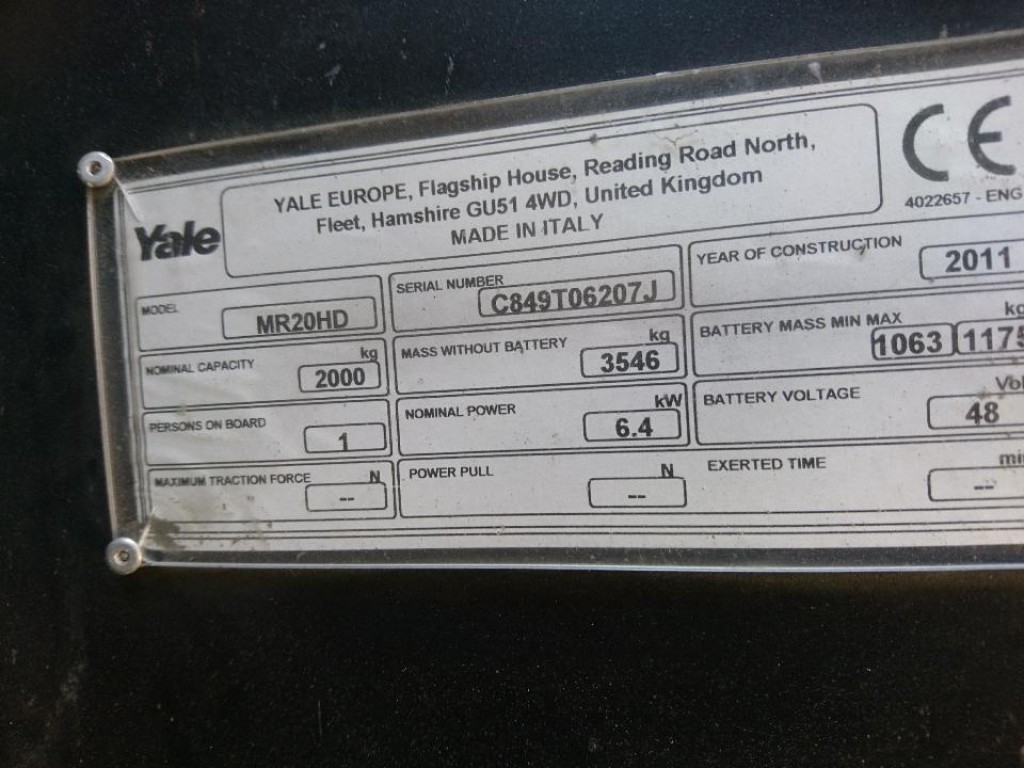 Yale
YALE EUROPE, Flagship House, Reading Road North,
Fleet, Hamshire GU51 4WD, United Kingdom
MADE IN ITALY
CE
4022657 - ENG
MODEL MR20HD
SERIAL NUMBER C849T06207J
YEAR OF CONSTRUCTION 2011
NOMINAL CAPACITY kg 2000
MASS WITHOUT BATTERY kg 3546
BATTERY MASS MIN MAX kg 1063 1175
PERSONS ON BOARD 1
NOMINAL POWER kW 6.4
BATTERY VOLTAGE 48
MAXIMUM TRACTION FORCE N --
POWER PULL N --
EXERTED TIME min --